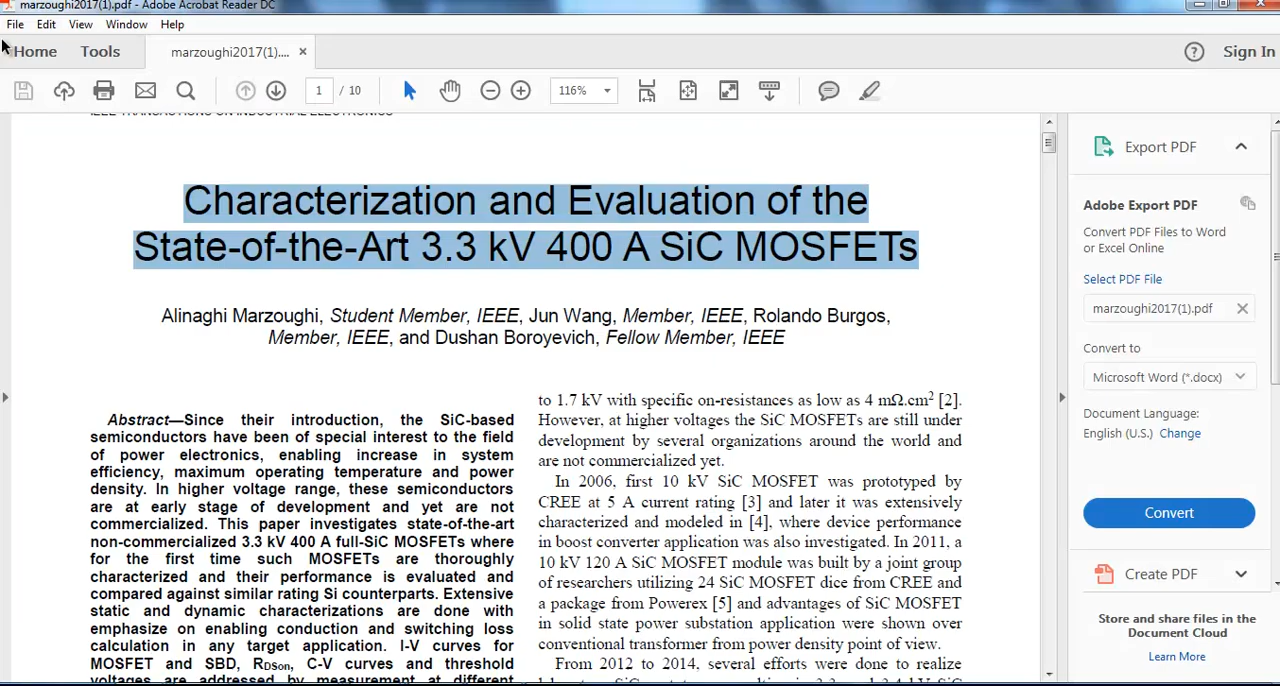 marzoughi2017(1).pdf - Adobe Acrobat Reader DC
File Edit View Window Help
Home Tools marzoughi2017(1).... × ? Sign In
1 / 10 116%
IEEE TRANSACTIONS ON INDUSTRIAL ELECTRONICS
Characterization and Evaluation of the
State-of-the-Art 3.3 kV 400 A SiC MOSFETs
Alinaghi Marzoughi, Student Member, IEEE, Jun Wang, Member, IEEE, Rolando Burgos,
Member, IEEE, and Dushan Boroyevich, Fellow Member, IEEE
Abstract—Since their introduction, the SiC-based
semiconductors have been of special interest to the field
of power electronics, enabling increase in system
efficiency, maximum operating temperature and power
density. In higher voltage range, these semiconductors
are at early stage of development and yet are not
commercialized. This paper investigates state-of-the-art
non-commercialized 3.3 kV 400 A full-SiC MOSFETs where
for the first time such MOSFETs are thoroughly
characterized and their performance is evaluated and
compared against similar rating Si counterparts. Extensive
static and dynamic characterizations are done with
emphasize on enabling conduction and switching loss
calculation in any target application. I-V curves for
MOSFET and SBD, RDSon, C-V curves and threshold
voltages are addressed by measurement at different
to 1.7 kV with specific on-resistances as low as 4 mΩ.cm² [2].
However, at higher voltages the SiC MOSFETs are still under
development by several organizations around the world and
are not commercialized yet.
In 2006, first 10 kV SiC MOSFET was prototyped by
CREE at 5 A current rating [3] and later it was extensively
characterized and modeled in [4], where device performance
in boost converter application was also investigated. In 2011, a
10 kV 120 A SiC MOSFET module was built by a joint group
of researchers utilizing 24 SiC MOSFET dice from CREE and
a package from Powerex [5] and advantages of SiC MOSFET
in solid state power substation application were shown over
conventional transformer from power density point of view.
From 2012 to 2014, several efforts were done to realize
Export PDF
Adobe Export PDF
Convert PDF Files to Word
or Excel Online
Select PDF File
marzoughi2017(1).pdf
Convert to
Microsoft Word (*.docx)
Document Language:
English (U.S.) Change
Convert
Create PDF
Store and share files in the
Document Cloud
Learn More